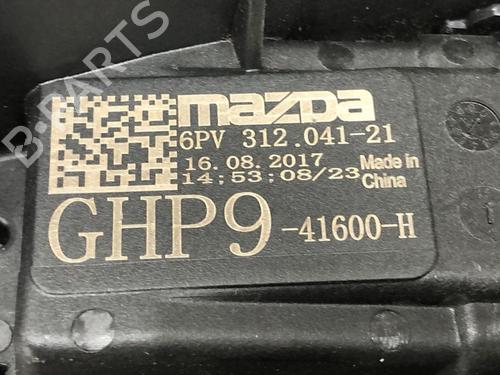 mazda
6PV 312.041-21
16.08.2017
14:53:08/23
Made in
China
GHP9 -41600-H
B-PARTS